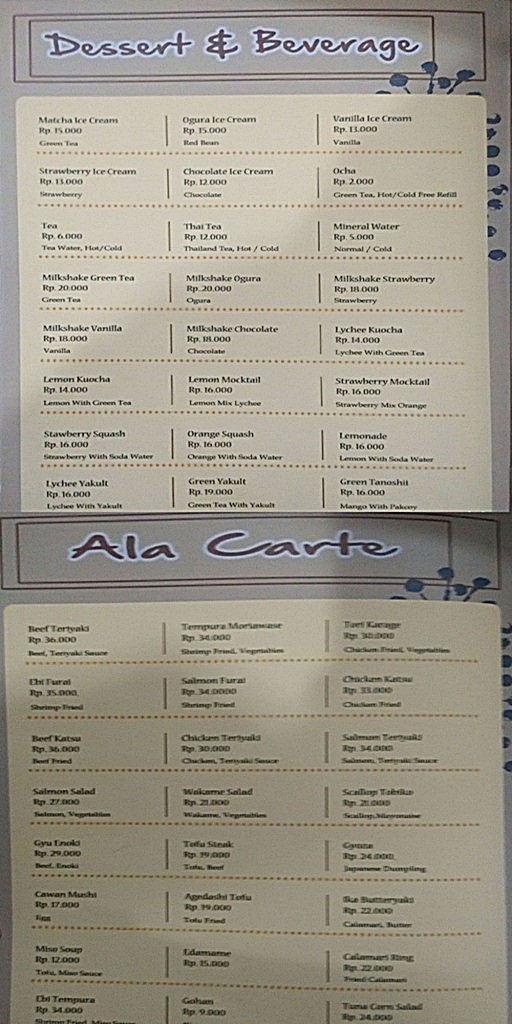 Dessert & Beverage
Matcha Ice Cream
Rp. 15.000
Green Tea
Ogura Ice Cream
Rp. 15.000
Red Bean
Vanilla Ice Cream
Rp. 13.000
Vanilla
Strawberry Ice Cream
Rp. 13.000
Strawberry
Chocolate Ice Cream
Rp. 12.000
Chocolate
Ocha
Rp. 2.000
Green Tea, Hot/Cold Free Refill
Tea
Rp. 6.000
Tea Water, Hot/Cold
Thai Tea
Rp. 12.000
Thailand Tea, Hot / Cold
Mineral Water
Rp. 5.000
Normal / Cold
Milkshake Green Tea
Rp. 20.000
Green Tea
Milkshake Ogura
Rp. 20.000
Ogura
Milkshake Strawberry
Rp. 18.000
Strawberry
Milkshake Vanilla
Rp. 18.000
Vanilla
Milkshake Chocolate
Rp. 18.000
Chocolate
Lychee Kuocha
Rp. 14.000
Lychee With Green Tea
Lemon Kuocha
Rp. 14.000
Lemon With Green Tea
Lemon Mocktail
Rp. 16.000
Lemon Mix Lychee
Strawberry Mocktail
Rp. 16.000
Strawberry Mix Orange
Stawberry Squash
Rp. 16.000
Strawberry With Soda Water
Orange Squash
Rp. 16.000
Orange With Soda Water
Lemonade
Rp. 16.000
Lemon With Soda Water
Lychee Yakult
Rp. 16.000
Lychee With Yakult
Green Yakult
Rp. 19.000
Green Tea With Yakult
Green Tanoshii
Rp. 16.000
Mango With Pakcoy
Ala Carte
Beef Teriyaki
Rp. 36.000
Beef, Teriyaki Sauce
Tempura Moriawase
Rp. 34.000
Shrimp Fried, Vegetables
Tori Karage
Rp. 30.000
Chicken Fried, Vegetables
Ebi Furai
Rp. 35.000
Shrimp Fried
Salmon Furai
Rp. 34.0000
Shrimp Fried
Chicken Katsu
Rp. 33.000
Chicken Fried
Beef Katsu
Rp. 36.000
Beef Fried
Chicken Teriyaki
Rp. 30.000
Chicken, Teriyaki Sauce
Salmon Teriyaki
Rp. 34.000
Salmon, Teriyaki Sauce
Salmon Salad
Rp. 27.000
Salmon, Vegetables
Wakame Salad
Rp. 21.000
Wakame, Vegetables
Scallop Tobiko
Rp. 21.000
Scallop, Mayonaise
Gyu Enoki
Rp. 29.000
Beef, Enoki
Tofu Steak
Rp. 19.000
Tofu, Beef
Gyoza
Rp. 24.000
Japanese Dumpling
Cawan Mushi
Rp. 17.000
Egg
Agedashi Tofu
Rp. 19.000
Tofu Fried
Ika Butteryaki
Rp. 22.000
Calamari, Butter
Miso Soup
Rp. 12.000
Tofu, Miso Sauce
Edamame
Rp. 15.000
Calamari Ring
Rp. 22.000
Fried Calamari
Ebi Tempura
Rp. 34.000
Shrimp Fried,
Gohan
Rp. 9.000
Tuna Corn Salad
Rp. 24.000